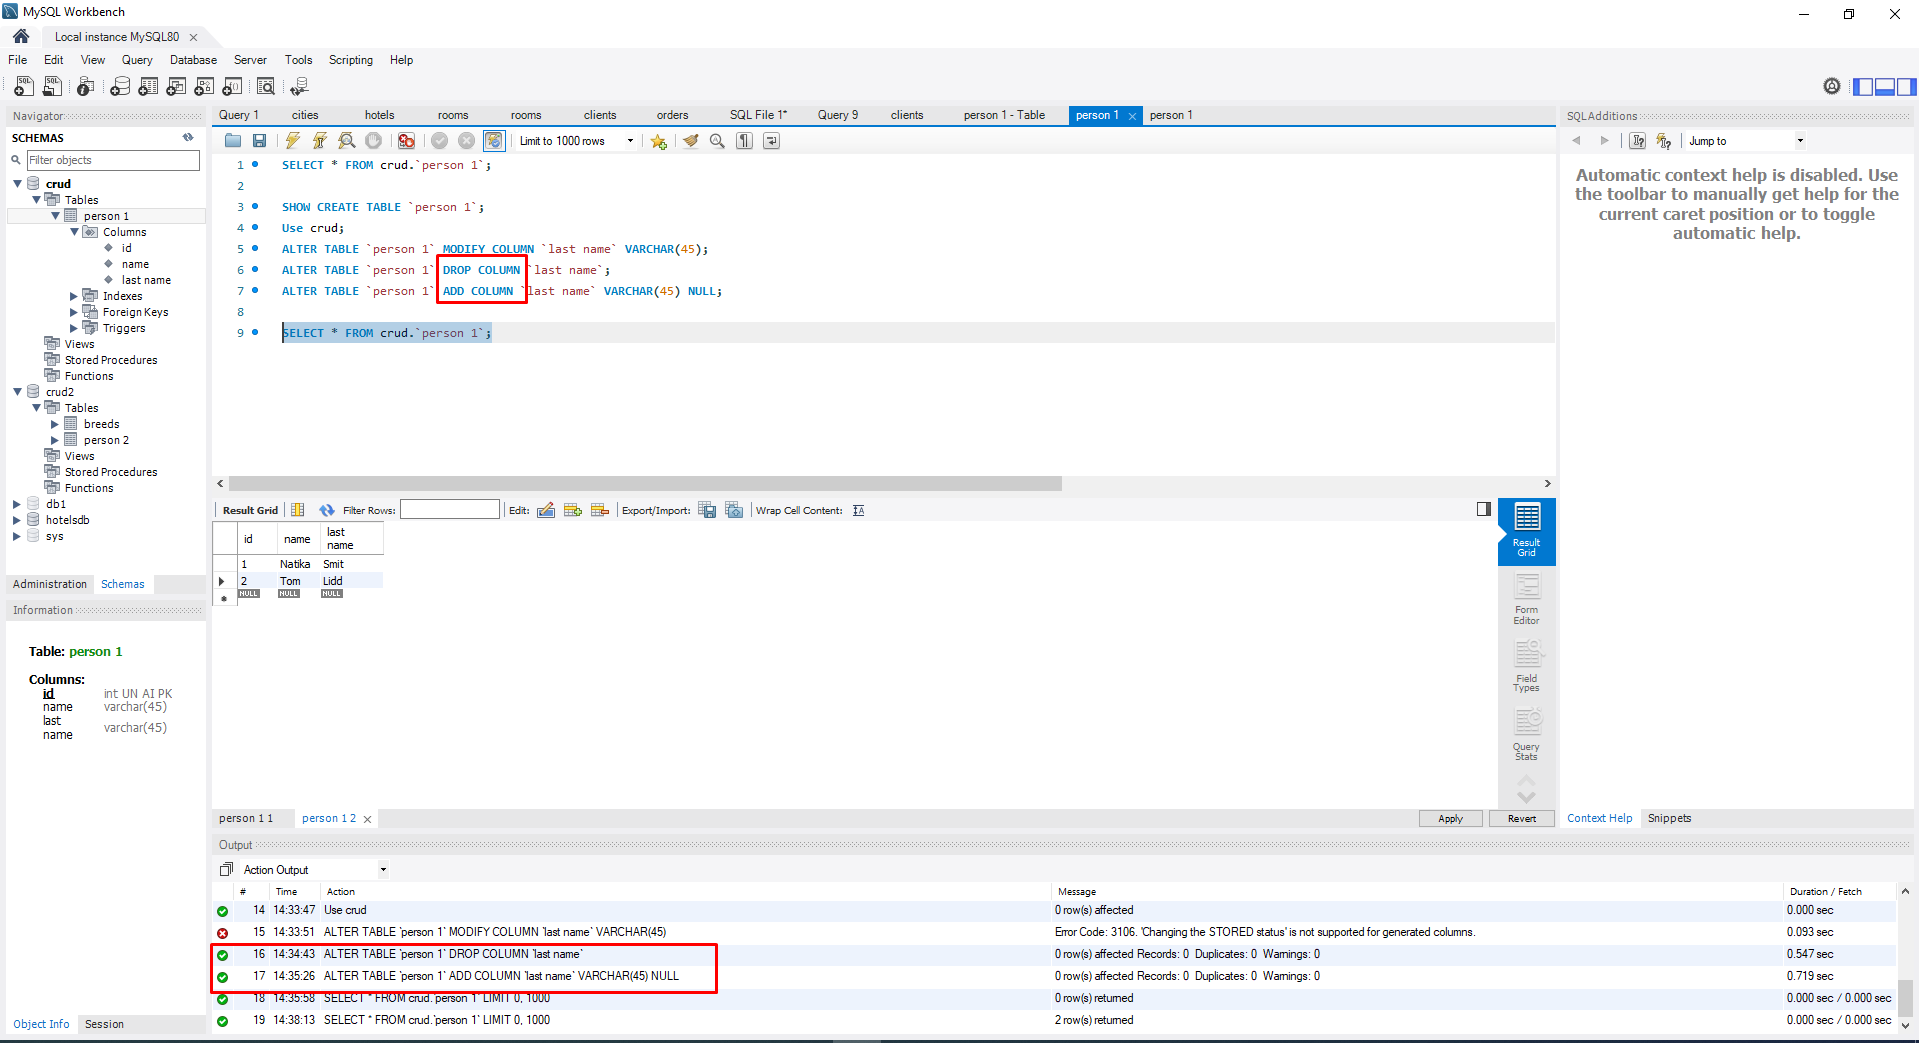 MySQL Workbench
Local instance MySQL80
File Edit View Query Database Server Tools Scripting Help
Navigator
SCHEMAS
Filter objects
crud
Tables
person 1
Columns
id
name
last name
Indexes
Foreign Keys
Triggers
Views
Stored Procedures
Functions
crud2
Tables
breeds
person 2
Views
Stored Procedures
Functions
db1
hotelsdb
sys
Administration Schemas
Information
Table: person 1
Columns:
id int UN AI PK
name varchar(45)
last
name varchar(45)
Object Info Session
Query 1 cities hotels rooms rooms clients orders SQL File 1* Query 9 clients person 1 - Table person 1 person 1
Limit to 1000 rows
1 SELECT * FROM crud.`person 1`;
2
3 SHOW CREATE TABLE `person 1`;
4 Use crud;
5 ALTER TABLE `person 1` MODIFY COLUMN `last name` VARCHAR(45);
6 ALTER TABLE `person 1` DROP COLUMN `last name`;
7 ALTER TABLE `person 1` ADD COLUMN `last name` VARCHAR(45) NULL;
8
9 SELECT * FROM crud.`person 1`;
Result Grid Filter Rows: Edit: Export/Import: Wrap Cell Content:
id name last name
1 Natika Smit
2 Tom Lidd
NULL NULL NULL
Result Grid
Form Editor
Field Types
Query Stats
person 1 1 person 1 2 Apply Revert
Output
Action Output
# Time Action Message Duration / Fetch
14 14:33:47 Use crud 0 row(s) affected 0.000 sec
15 14:33:51 ALTER TABLE `person 1` MODIFY COLUMN `last name` VARCHAR(45) Error Code: 3106. 'Changing the STORED status' is not supported for generated columns. 0.093 sec
16 14:34:43 ALTER TABLE `person 1` DROP COLUMN `last name` 0 row(s) affected Records: 0 Duplicates: 0 Warnings: 0 0.547 sec
17 14:35:26 ALTER TABLE `person 1` ADD COLUMN `last name` VARCHAR(45) NULL 0 row(s) affected Records: 0 Duplicates: 0 Warnings: 0 0.719 sec
18 14:35:58 SELECT * FROM crud.`person 1` LIMIT 0, 1000 0 row(s) returned 0.000 sec / 0.000 sec
19 14:38:13 SELECT * FROM crud.`person 1` LIMIT 0, 1000 2 row(s) returned 0.000 sec / 0.000 sec
SQLAdditions
Jump to
Automatic context help is disabled. Use
the toolbar to manually get help for the
current caret position or to toggle
automatic help.
Context Help Snippets